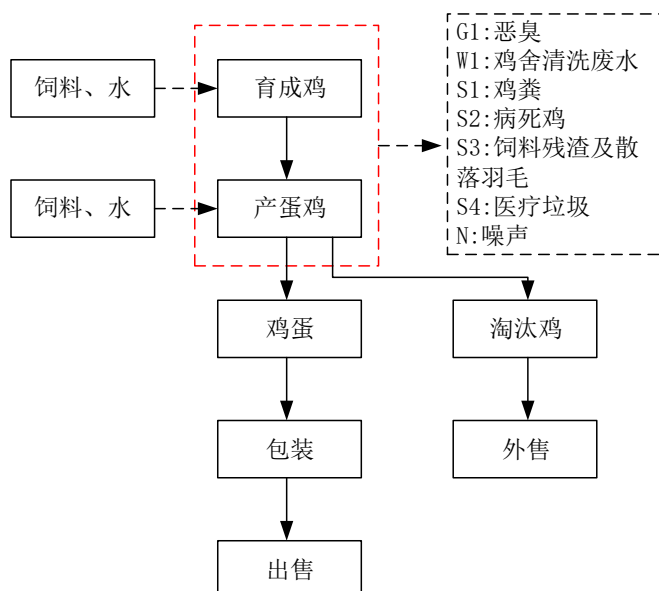 G1:恶臭
W1:鸡舍清洗废水
S1:鸡粪
S2:病死鸡
S3:饲料残渣及散
落羽毛
S4:医疗垃圾
N:噪声
饲料、水
育成鸡
饲料、水
产蛋鸡
鸡蛋
淘汰鸡
包装
外售
出售